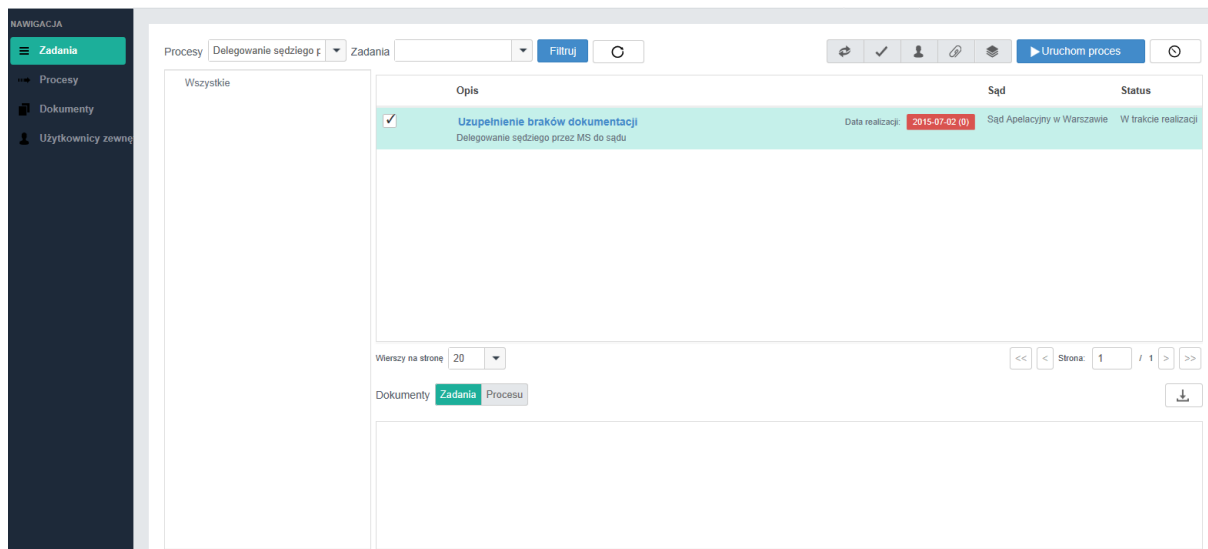 NAWIGACJA
Zadania
Procesy
Dokumenty
Użytkownicy zewnę
Procesy Delegowanie sędziego p Zadania Filtruj Uruchom proces
Wszystkie
Opis Sąd Status
Uzupełnienie braków dokumentacji Data realizacji: 2015-07-02 (0) Sąd Apelacyjny w Warszawie W trakcie realizacji
Delegowanie sędziego przez MS do sądu
Wierszy na stronę 20 << < Strona: 1 / 1 > >>
Dokumenty Zadania Procesu